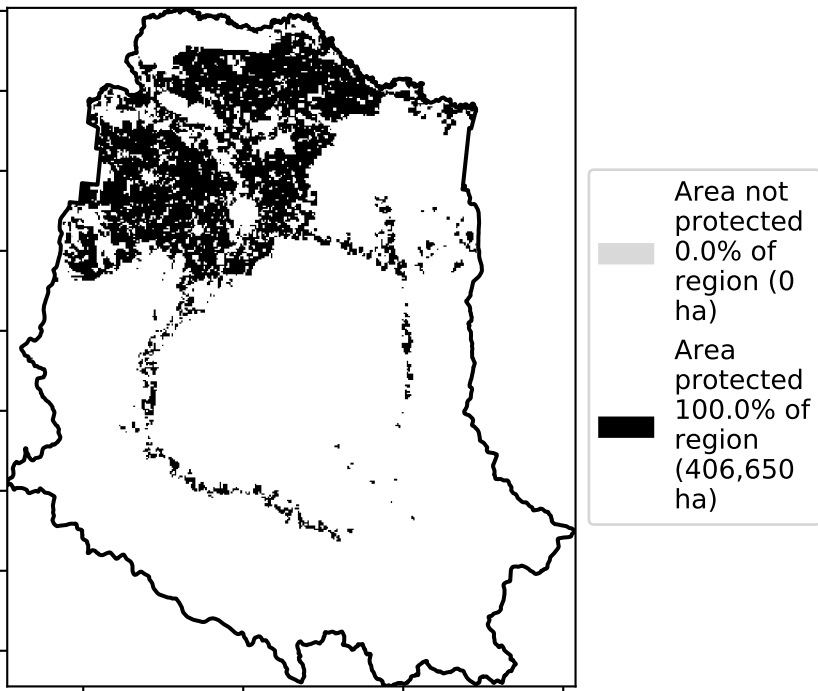 Area not
protected
0.0% of
region (0
ha)
Area
protected
100.0% of
region
(406,650
ha)